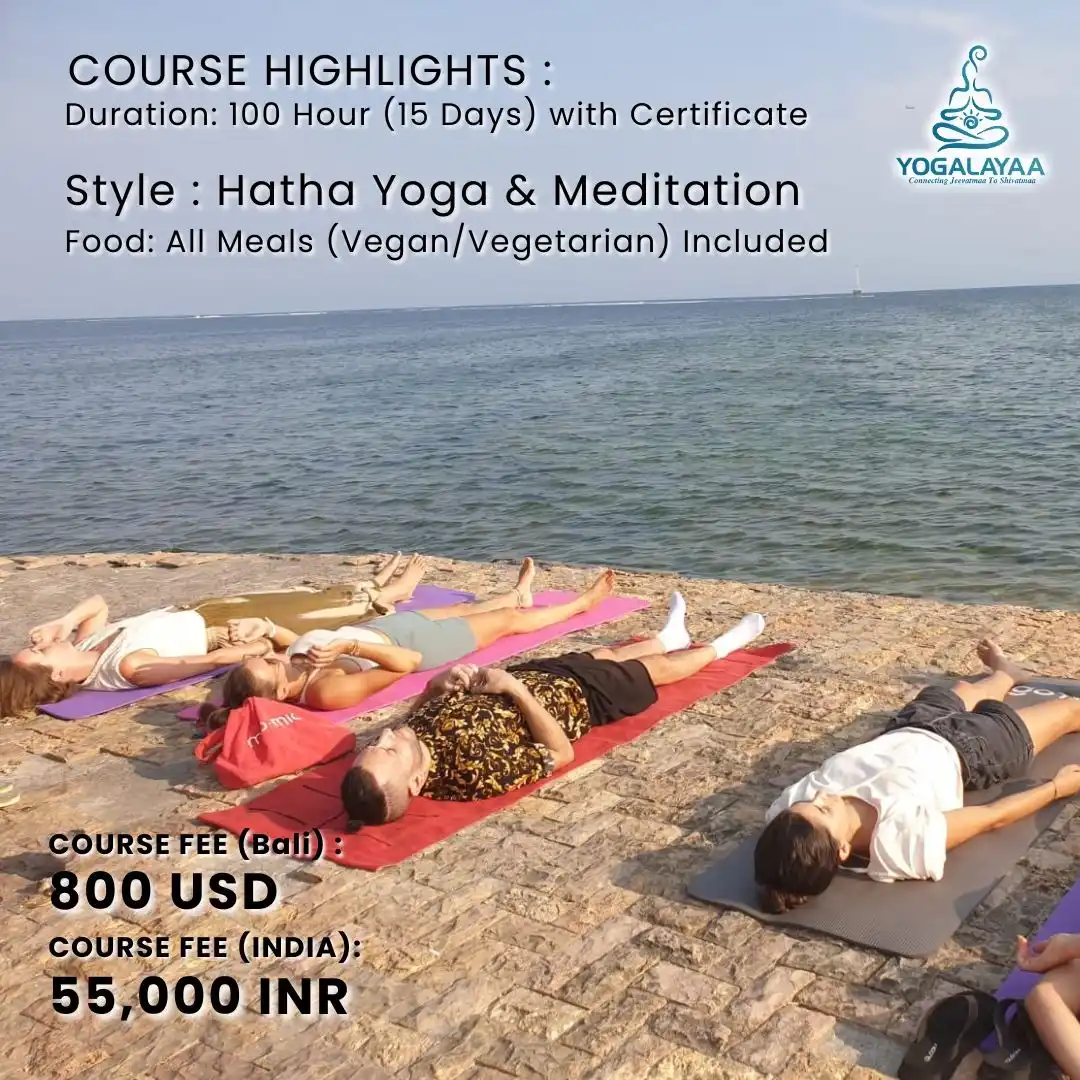 COURSE HIGHLIGHTS :
Duration: 100 Hour (15 Days) with Certificate
YOGALAYAA
Connecting Jeevatmaa To Shivatmaa
Style : Hatha Yoga & Meditation
Food: All Meals (Vegan/Vegetarian) Included
COURSE FEE (Bali) :
800 USD
COURSE FEE (INDIA):
55,000 INR